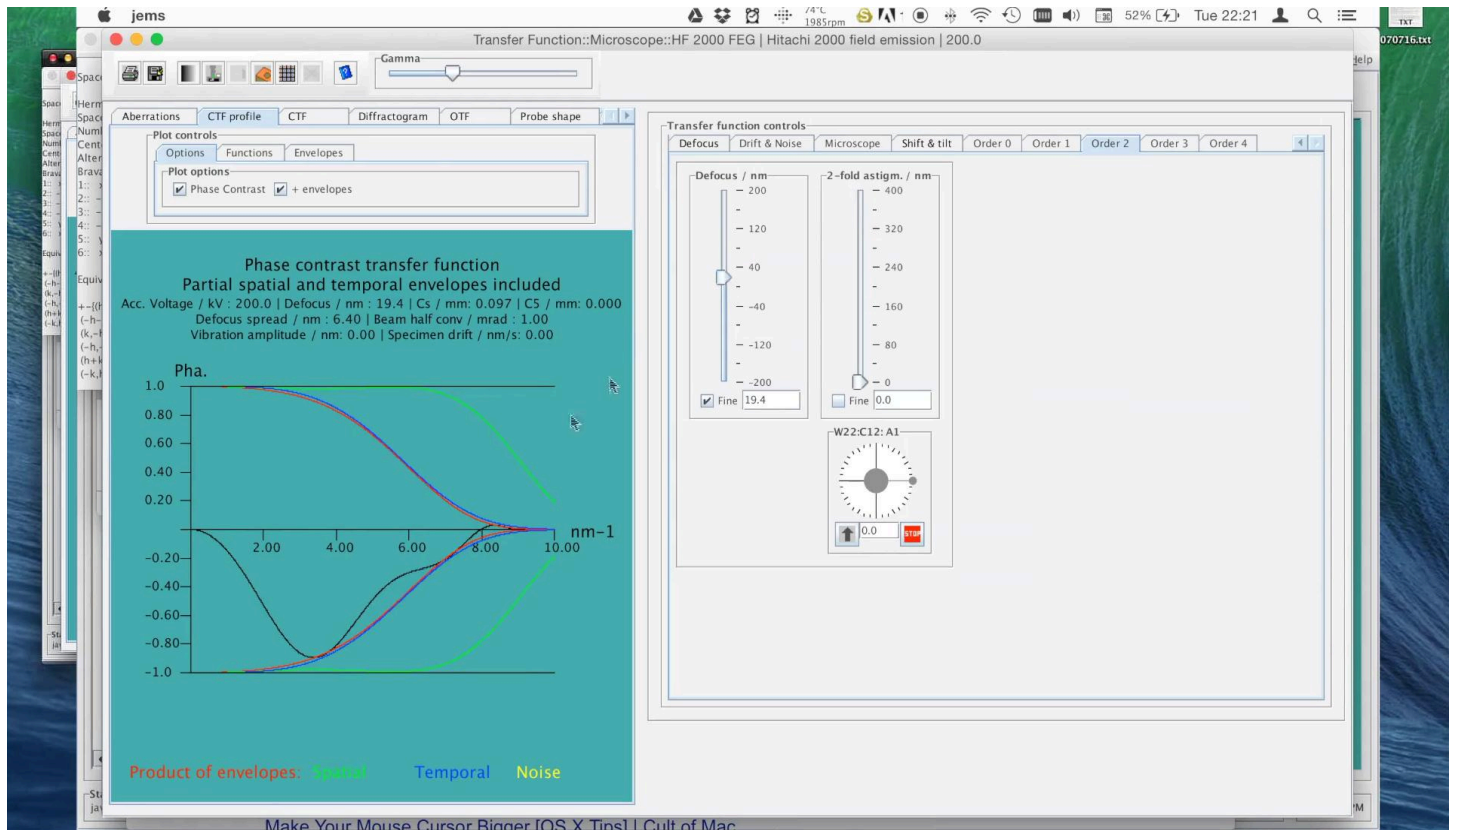 jems
74°C
1985rpm
52%
Tue 22:21
TXT
070716.txt
Transfer Function::Microscope::HF 2000 FEG | Hitachi 2000 field emission | 200.0
Help
Gamma
Aberrations CTF profile CTF Diffractogram OTF Probe shape
Plot controls
Options Functions Envelopes
Plot options
Phase Contrast + envelopes
Phase contrast transfer function
Partial spatial and temporal envelopes included
Acc. Voltage / kV : 200.0 | Defocus / nm : 19.4 | Cs / mm: 0.097 | C5 / mm: 0.000
Defocus spread / nm : 6.40 | Beam half conv / mrad : 1.00
Vibration amplitude / nm: 0.00 | Specimen drift / nm/s: 0.00
Pha.
1.0
0.80
0.60
0.40
0.20
nm-1
2.00 4.00 6.00 8.00 10.00
-0.20
-0.40
-0.60
-0.80
-1.0
Product of envelopes: Spatial Temporal Noise
Transfer function controls
Defocus Drift & Noise Microscope Shift & tilt Order 0 Order 1 Order 2 Order 3 Order 4
Defocus / nm
200
120
40
-40
-120
-200
Fine 19.4
2-fold astigm. / nm
400
320
240
160
80
0
Fine 0.0
W22:C12: A1
0.0
STOP
Make Your Mouse Cursor Bigger [OS X Tips] | Cult of Mac